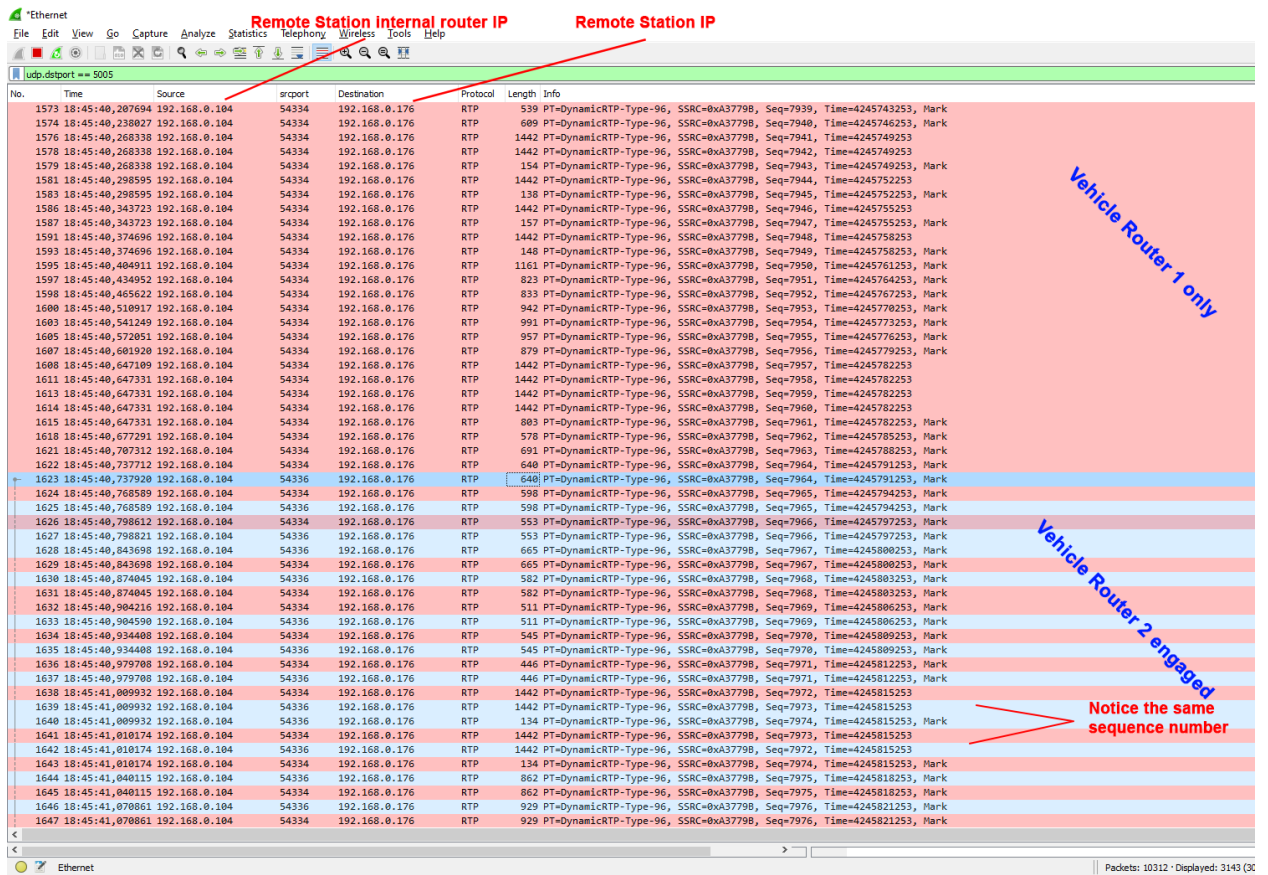 *Ethernet
Remote Station internal router IP
Remote Station IP
File Edit View Go Capture Analyze Statistics Telephony Wireless Tools Help
udp.dstport == 5005
No. Time Source srcport Destination Protocol Length Info
1573 18:45:40,207694 192.168.0.104 54334 192.168.0.176 RTP 539 PT=DynamicRTP-Type-96, SSRC=0xA3779B, Seq=7939, Time=4245743253, Mark
1574 18:45:40,238027 192.168.0.104 54334 192.168.0.176 RTP 609 PT=DynamicRTP-Type-96, SSRC=0xA3779B, Seq=7940, Time=4245746253, Mark
1576 18:45:40,268338 192.168.0.104 54334 192.168.0.176 RTP 1442 PT=DynamicRTP-Type-96, SSRC=0xA3779B, Seq=7941, Time=4245749253
1578 18:45:40,268338 192.168.0.104 54334 192.168.0.176 RTP 1442 PT=DynamicRTP-Type-96, SSRC=0xA3779B, Seq=7942, Time=4245749253
1579 18:45:40,268338 192.168.0.104 54334 192.168.0.176 RTP 154 PT=DynamicRTP-Type-96, SSRC=0xA3779B, Seq=7943, Time=4245749253, Mark
1581 18:45:40,298595 192.168.0.104 54334 192.168.0.176 RTP 1442 PT=DynamicRTP-Type-96, SSRC=0xA3779B, Seq=7944, Time=4245752253
1583 18:45:40,298595 192.168.0.104 54334 192.168.0.176 RTP 138 PT=DynamicRTP-Type-96, SSRC=0xA3779B, Seq=7945, Time=4245752253, Mark
1586 18:45:40,343723 192.168.0.104 54334 192.168.0.176 RTP 1442 PT=DynamicRTP-Type-96, SSRC=0xA3779B, Seq=7946, Time=4245755253
1587 18:45:40,343723 192.168.0.104 54334 192.168.0.176 RTP 157 PT=DynamicRTP-Type-96, SSRC=0xA3779B, Seq=7947, Time=4245755253, Mark
1591 18:45:40,374696 192.168.0.104 54334 192.168.0.176 RTP 1442 PT=DynamicRTP-Type-96, SSRC=0xA3779B, Seq=7948, Time=4245758253
1593 18:45:40,374696 192.168.0.104 54334 192.168.0.176 RTP 148 PT=DynamicRTP-Type-96, SSRC=0xA3779B, Seq=7949, Time=4245758253, Mark
1595 18:45:40,404911 192.168.0.104 54334 192.168.0.176 RTP 1161 PT=DynamicRTP-Type-96, SSRC=0xA3779B, Seq=7950, Time=4245761253, Mark
1597 18:45:40,434952 192.168.0.104 54334 192.168.0.176 RTP 823 PT=DynamicRTP-Type-96, SSRC=0xA3779B, Seq=7951, Time=4245764253, Mark
1598 18:45:40,465622 192.168.0.104 54334 192.168.0.176 RTP 833 PT=DynamicRTP-Type-96, SSRC=0xA3779B, Seq=7952, Time=4245767253, Mark
1600 18:45:40,510917 192.168.0.104 54334 192.168.0.176 RTP 942 PT=DynamicRTP-Type-96, SSRC=0xA3779B, Seq=7953, Time=4245770253, Mark
1603 18:45:40,541249 192.168.0.104 54334 192.168.0.176 RTP 991 PT=DynamicRTP-Type-96, SSRC=0xA3779B, Seq=7954, Time=4245773253, Mark
1605 18:45:40,572051 192.168.0.104 54334 192.168.0.176 RTP 957 PT=DynamicRTP-Type-96, SSRC=0xA3779B, Seq=7955, Time=4245776253, Mark
1607 18:45:40,601920 192.168.0.104 54334 192.168.0.176 RTP 879 PT=DynamicRTP-Type-96, SSRC=0xA3779B, Seq=7956, Time=4245779253, Mark
1608 18:45:40,647109 192.168.0.104 54334 192.168.0.176 RTP 1442 PT=DynamicRTP-Type-96, SSRC=0xA3779B, Seq=7957, Time=4245782253
1611 18:45:40,647331 192.168.0.104 54334 192.168.0.176 RTP 1442 PT=DynamicRTP-Type-96, SSRC=0xA3779B, Seq=7958, Time=4245782253
1613 18:45:40,647331 192.168.0.104 54334 192.168.0.176 RTP 1442 PT=DynamicRTP-Type-96, SSRC=0xA3779B, Seq=7959, Time=4245782253
1614 18:45:40,647331 192.168.0.104 54334 192.168.0.176 RTP 1442 PT=DynamicRTP-Type-96, SSRC=0xA3779B, Seq=7960, Time=4245782253
1615 18:45:40,647331 192.168.0.104 54334 192.168.0.176 RTP 803 PT=DynamicRTP-Type-96, SSRC=0xA3779B, Seq=7961, Time=4245782253, Mark
1618 18:45:40,677291 192.168.0.104 54334 192.168.0.176 RTP 578 PT=DynamicRTP-Type-96, SSRC=0xA3779B, Seq=7962, Time=4245785253, Mark
1621 18:45:40,707312 192.168.0.104 54334 192.168.0.176 RTP 691 PT=DynamicRTP-Type-96, SSRC=0xA3779B, Seq=7963, Time=4245788253, Mark
1622 18:45:40,737712 192.168.0.104 54334 192.168.0.176 RTP 640 PT=DynamicRTP-Type-96, SSRC=0xA3779B, Seq=7964, Time=4245791253, Mark
1623 18:45:40,737920 192.168.0.104 54336 192.168.0.176 RTP 640 PT=DynamicRTP-Type-96, SSRC=0xA3779B, Seq=7964, Time=4245791253, Mark
1624 18:45:40,768589 192.168.0.104 54334 192.168.0.176 RTP 598 PT=DynamicRTP-Type-96, SSRC=0xA3779B, Seq=7965, Time=4245794253, Mark
1625 18:45:40,768589 192.168.0.104 54336 192.168.0.176 RTP 598 PT=DynamicRTP-Type-96, SSRC=0xA3779B, Seq=7965, Time=4245794253, Mark
1626 18:45:40,798612 192.168.0.104 54334 192.168.0.176 RTP 553 PT=DynamicRTP-Type-96, SSRC=0xA3779B, Seq=7966, Time=4245797253, Mark
1627 18:45:40,798821 192.168.0.104 54336 192.168.0.176 RTP 553 PT=DynamicRTP-Type-96, SSRC=0xA3779B, Seq=7966, Time=4245797253, Mark
1628 18:45:40,843698 192.168.0.104 54336 192.168.0.176 RTP 665 PT=DynamicRTP-Type-96, SSRC=0xA3779B, Seq=7967, Time=4245800253, Mark
1629 18:45:40,843698 192.168.0.104 54334 192.168.0.176 RTP 665 PT=DynamicRTP-Type-96, SSRC=0xA3779B, Seq=7967, Time=4245800253, Mark
1630 18:45:40,874045 192.168.0.104 54336 192.168.0.176 RTP 582 PT=DynamicRTP-Type-96, SSRC=0xA3779B, Seq=7968, Time=4245803253, Mark
1631 18:45:40,874045 192.168.0.104 54334 192.168.0.176 RTP 582 PT=DynamicRTP-Type-96, SSRC=0xA3779B, Seq=7968, Time=4245803253, Mark
1632 18:45:40,904216 192.168.0.104 54334 192.168.0.176 RTP 511 PT=DynamicRTP-Type-96, SSRC=0xA3779B, Seq=7969, Time=4245806253, Mark
1633 18:45:40,904590 192.168.0.104 54336 192.168.0.176 RTP 511 PT=DynamicRTP-Type-96, SSRC=0xA3779B, Seq=7969, Time=4245806253, Mark
1634 18:45:40,934408 192.168.0.104 54334 192.168.0.176 RTP 545 PT=DynamicRTP-Type-96, SSRC=0xA3779B, Seq=7970, Time=4245809253, Mark
1635 18:45:40,934408 192.168.0.104 54336 192.168.0.176 RTP 545 PT=DynamicRTP-Type-96, SSRC=0xA3779B, Seq=7970, Time=4245809253, Mark
1636 18:45:40,979708 192.168.0.104 54334 192.168.0.176 RTP 446 PT=DynamicRTP-Type-96, SSRC=0xA3779B, Seq=7971, Time=4245812253, Mark
1637 18:45:40,979708 192.168.0.104 54336 192.168.0.176 RTP 446 PT=DynamicRTP-Type-96, SSRC=0xA3779B, Seq=7971, Time=4245812253, Mark
1638 18:45:41,009932 192.168.0.104 54334 192.168.0.176 RTP 1442 PT=DynamicRTP-Type-96, SSRC=0xA3779B, Seq=7972, Time=4245815253
1639 18:45:41,009932 192.168.0.104 54336 192.168.0.176 RTP 1442 PT=DynamicRTP-Type-96, SSRC=0xA3779B, Seq=7973, Time=4245815253
1640 18:45:41,009932 192.168.0.104 54336 192.168.0.176 RTP 134 PT=DynamicRTP-Type-96, SSRC=0xA3779B, Seq=7974, Time=4245815253, Mark
1641 18:45:41,010174 192.168.0.104 54334 192.168.0.176 RTP 1442 PT=DynamicRTP-Type-96, SSRC=0xA3779B, Seq=7973, Time=4245815253
1642 18:45:41,010174 192.168.0.104 54336 192.168.0.176 RTP 1442 PT=DynamicRTP-Type-96, SSRC=0xA3779B, Seq=7972, Time=4245815253
1643 18:45:41,010174 192.168.0.104 54334 192.168.0.176 RTP 134 PT=DynamicRTP-Type-96, SSRC=0xA3779B, Seq=7974, Time=4245815253, Mark
1644 18:45:41,040115 192.168.0.104 54336 192.168.0.176 RTP 862 PT=DynamicRTP-Type-96, SSRC=0xA3779B, Seq=7975, Time=4245818253, Mark
1645 18:45:41,040115 192.168.0.104 54334 192.168.0.176 RTP 862 PT=DynamicRTP-Type-96, SSRC=0xA3779B, Seq=7975, Time=4245818253, Mark
1646 18:45:41,070861 192.168.0.104 54336 192.168.0.176 RTP 929 PT=DynamicRTP-Type-96, SSRC=0xA3779B, Seq=7976, Time=4245821253, Mark
1647 18:45:41,070861 192.168.0.104 54334 192.168.0.176 RTP 929 PT=DynamicRTP-Type-96, SSRC=0xA3779B, Seq=7976, Time=4245821253, Mark
Vehicle Router 1 only
Vehicle Router 2 engaged
Notice the same
sequence number
Ethernet
Packets: 10312 · Displayed: 3143 (30